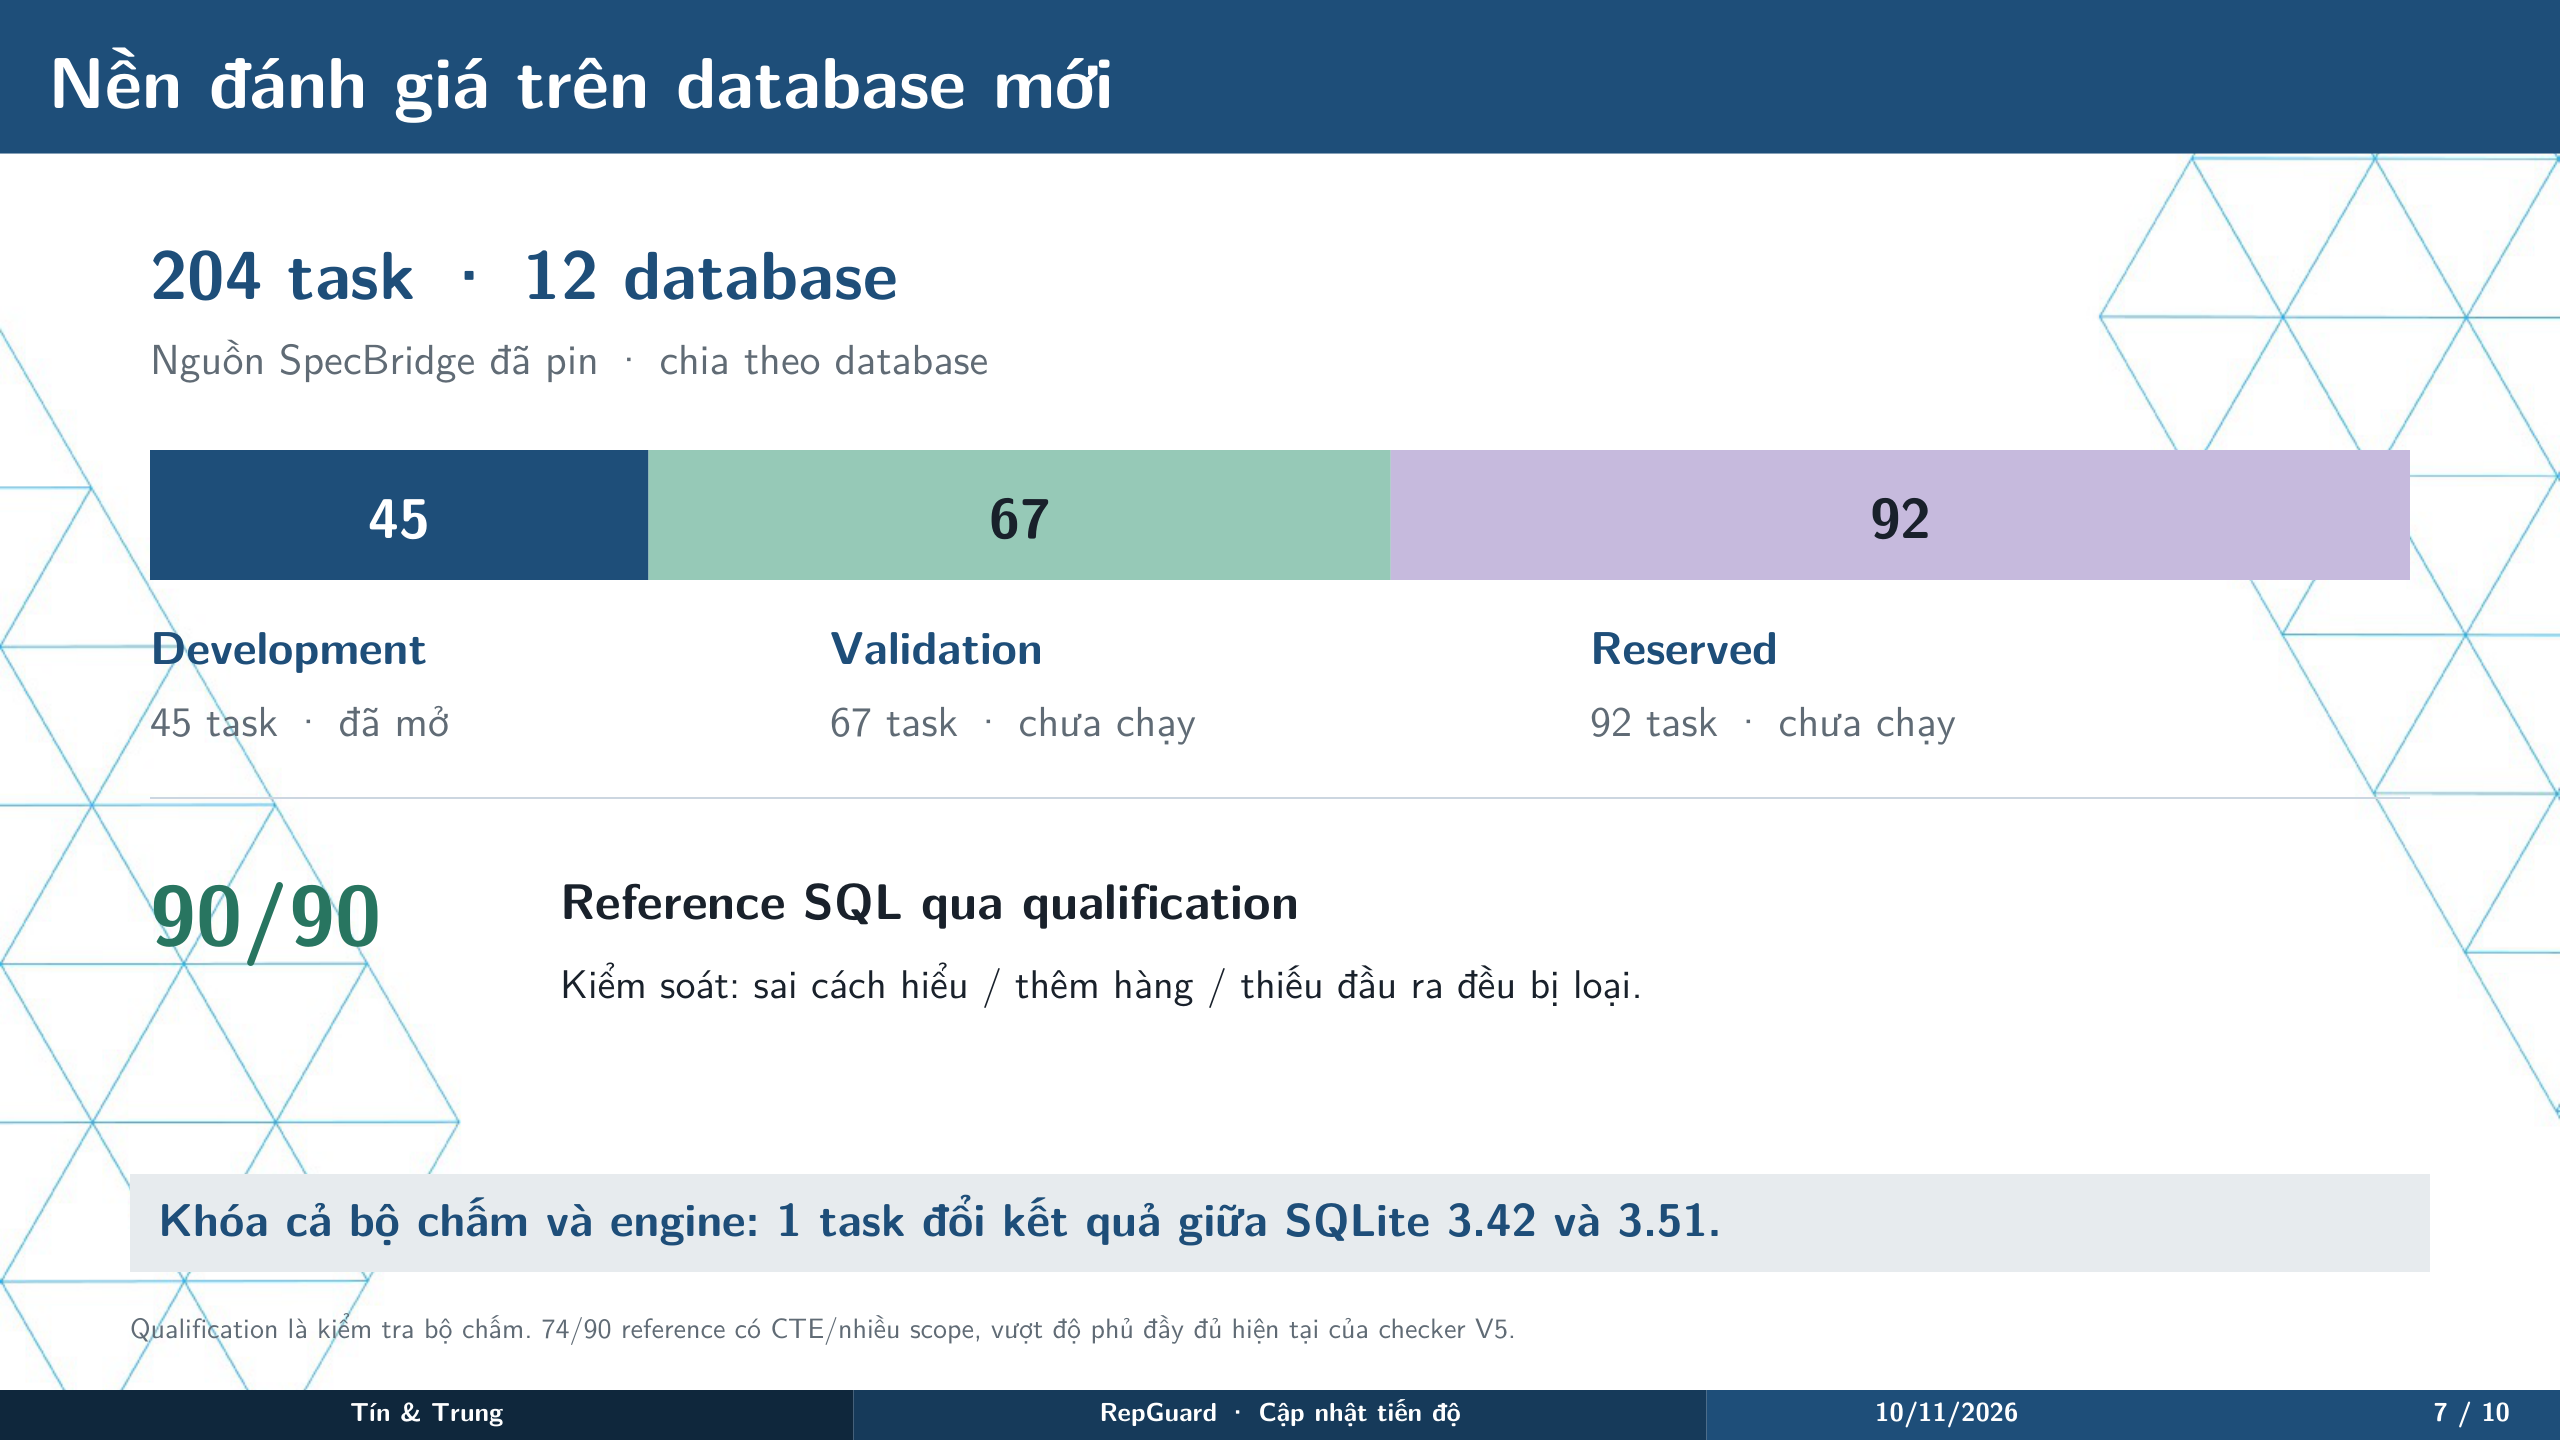 Nền đánh giá trên database mới
204 task · 12 database
Nguồn SpecBridge đã pin · chia theo database
45
67
92
Development
45 task · đã mở
Validation
67 task · chưa chạy
Reserved
92 task · chưa chạy
90/90
Reference SQL qua qualification
Kiểm soát: sai cách hiểu / thêm hàng / thiếu đầu ra đều bị loại.
Khóa cả bộ chấm và engine: 1 task đổi kết quả giữa SQLite 3.42 và 3.51.
Qualification là kiểm tra bộ chấm. 74/90 reference có CTE/nhiều scope, vượt độ phủ đầy đủ hiện tại của checker V5.
Tín & Trung
RepGuard · Cập nhật tiến độ
10/11/2026
7 / 10